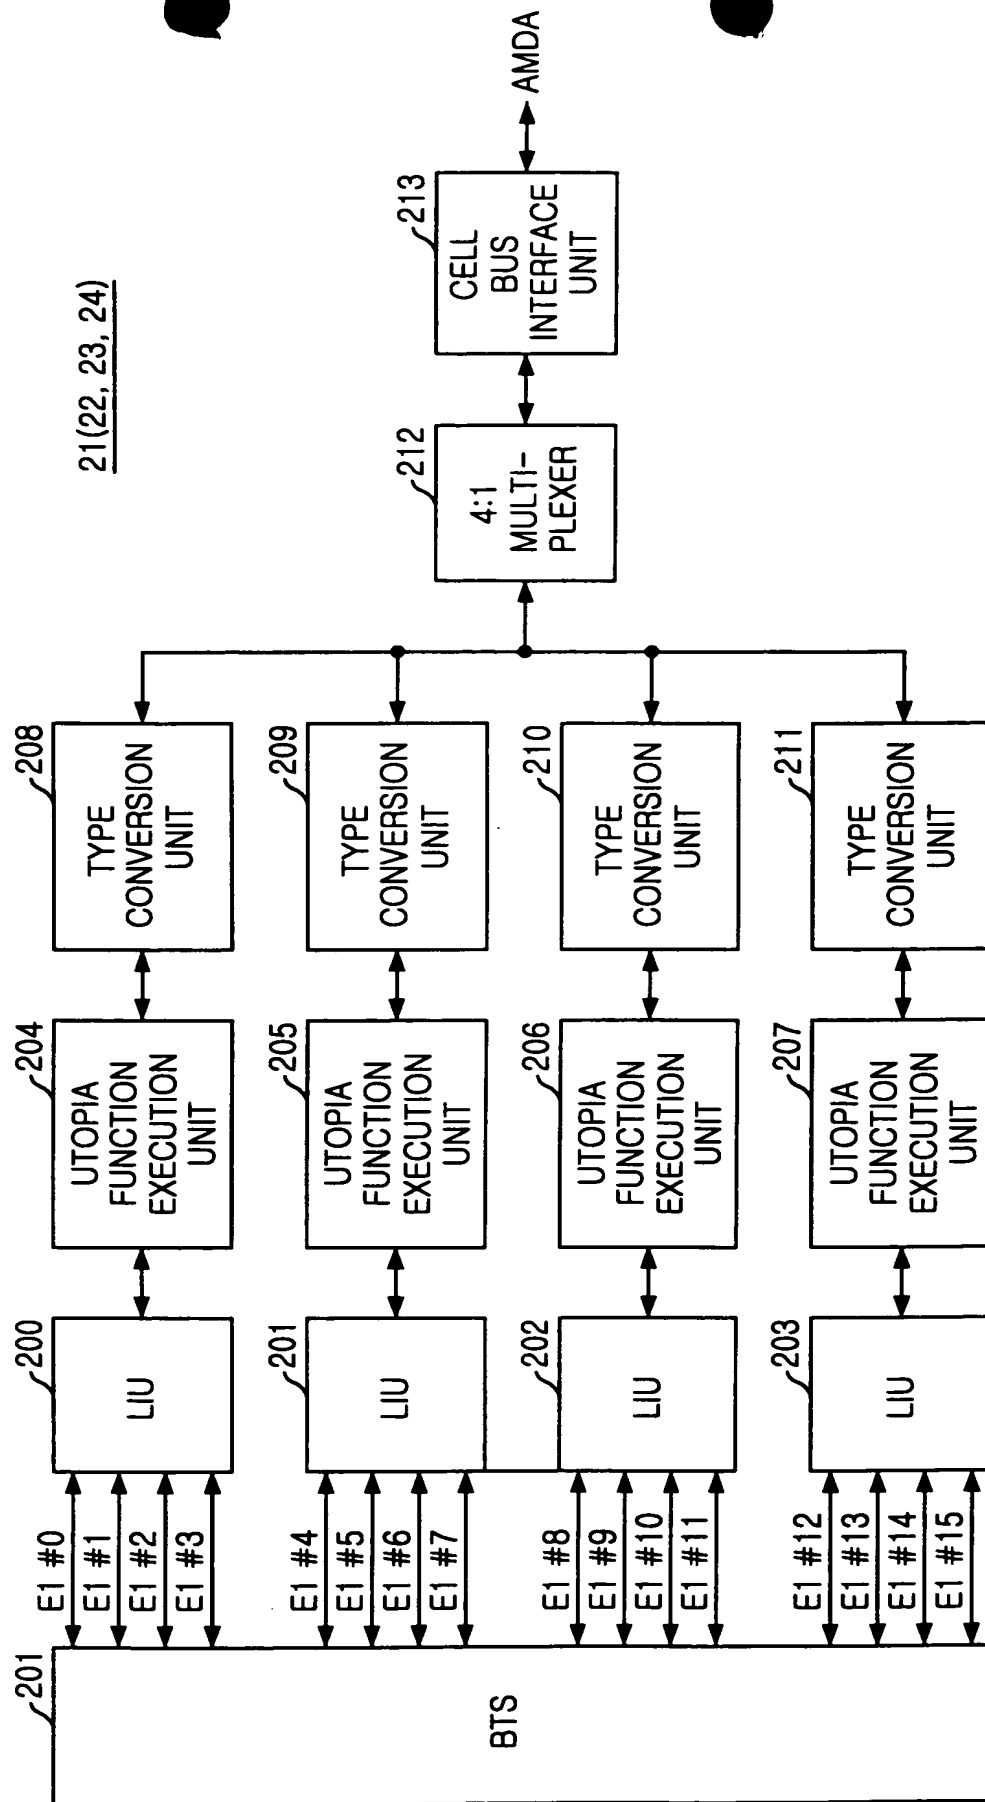 21(22, 23, 24)
201
BTS
E1 #0
E1 #1
E1 #2
E1 #3
200
LIU
204
UTOPIA
FUNCTION
EXECUTION
UNIT
208
TYPE
CONVERSION
UNIT
E1 #4
E1 #5
E1 #6
E1 #7
201
LIU
205
UTOPIA
FUNCTION
EXECUTION
UNIT
209
TYPE
CONVERSION
UNIT
212
4:1
MULTI-
PLEXER
213
CELL
BUS
INTERFACE
UNIT
AMDA
E1 #8
E1 #9
E1 #10
E1 #11
202
LIU
206
UTOPIA
FUNCTION
EXECUTION
UNIT
210
TYPE
CONVERSION
UNIT
E1 #12
E1 #13
E1 #14
E1 #15
203
LIU
207
UTOPIA
FUNCTION
EXECUTION
UNIT
211
TYPE
CONVERSION
UNIT